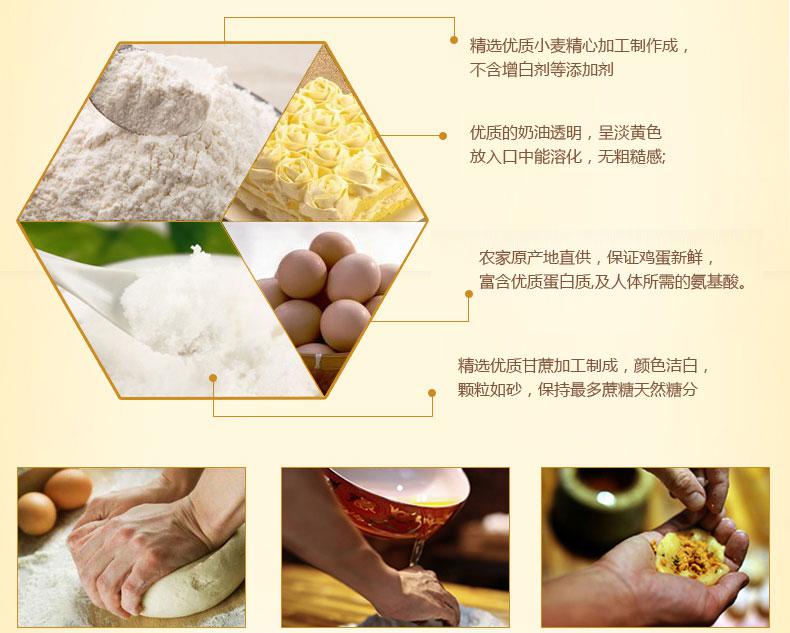 精选优质小麦精心加工制作成，
不含增白剂等添加剂
优质的奶油透明，呈淡黄色
放入口中能溶化，无粗糙感;
农家原产地直供，保证鸡蛋新鲜，
富含优质蛋白质,及人体所需的氨基酸。
精选优质甘蔗加工制成，颜色洁白，
颗粒如砂，保持最多蔗糖天然糖分